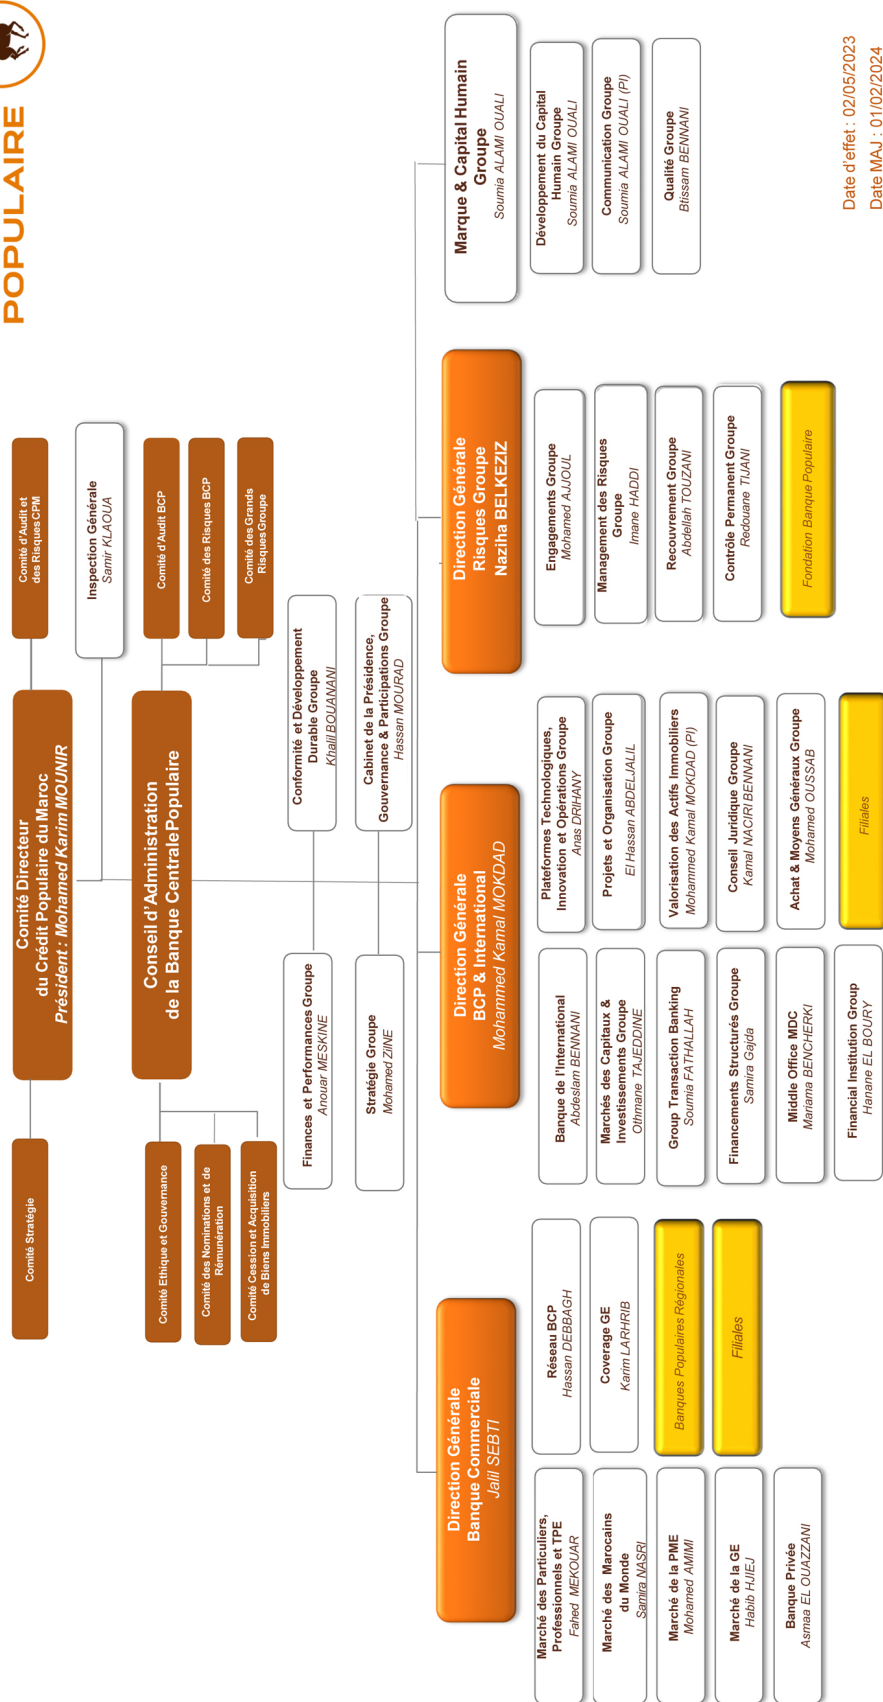 POPULAIRE
Comité Stratégie
Comité Directeur
du Crédit Populaire du Maroc
Président : Mohamed Karim MOUNIR
Comité d'Audit et
des Risques CPM
Inspection Générale
Samir KLAOUA
Comité Ethique et Gouvernance
Comité des Nominations et de
Rémunération
Comité Cession et Acquisition
de Biens Immobiliers
Conseil d'Administration
de la Banque Centrale Populaire
Comité d'Audit BCP
Comité des Risques BCP
Comité des Grands
Risques Groupe
Finances et Performances Groupe
Anouar MESKINE
Conformité et Développement
Durable Groupe
Khalil BOUANANI
Stratégie Groupe
Mohamed ZIINE
Cabinet de la Présidence,
Gouvernance & Participations Groupe
Hassan MOURAD
Direction Générale
Banque Commerciale
Jalil SEBTI
Marché des Particuliers,
Professionnels et TPE
Fahed MEKOUAR
Marché des Marocains
du Monde
Samira NASRI
Marché de la PME
Mohamed AMIMI
Marché de la GE
Habib HJIEJ
Banque Privée
Asmaa EL OUAZZANI
Réseau BCP
Hassan DEBBAGH
Coverage GE
Karim LARHRIB
Banques Populaires Régionales
Filiales
Direction Générale
BCP & International
Mohammed Kamal MOKDAD
Banque de l'International
Abdeslam BENNANI
Marchés des Capitaux &
Investissements Groupe
Othmane TAJEDDINE
Group Transaction Banking
Soumia FATHALLAH
Financements Structurés Groupe
Samira Gajda
Middle Office MDC
Mariama BENCHERKI
Financial Institution Group
Hanane EL BOURY
Plateformes Technologiques,
Innovation et Opérations Groupe
Anas DRIHANY
Projets et Organisation Groupe
El Hassan ABDELJALIL
Valorisation des Actifs Immobiliers
Mohammed Kamal MOKDAD (PI)
Conseil Juridique Groupe
Kamal NACIRI BENNANI
Achat & Moyens Généraux Groupe
Mohamed OUSSAB
Filiales
Direction Générale
Risques Groupe
Naziha BELKEZIZ
Engagements Groupe
Mohamed AJJOUL
Management des Risques
Groupe
Imane HADDI
Recouvrement Groupe
Abdellah TOUZANI
Contrôle Permanent Groupe
Redouane TIJANI
Fondation Banque Populaire
Marque & Capital Humain
Groupe
Soumia ALAMI OUALI
Développement du Capital
Humain Groupe
Soumia ALAMI OUALI
Communication Groupe
Soumia ALAMI OUALI (PI)
Qualité Groupe
Btissam BENNANI
Date d'effet : 02/05/2023
Date MAJ : 01/02/2024